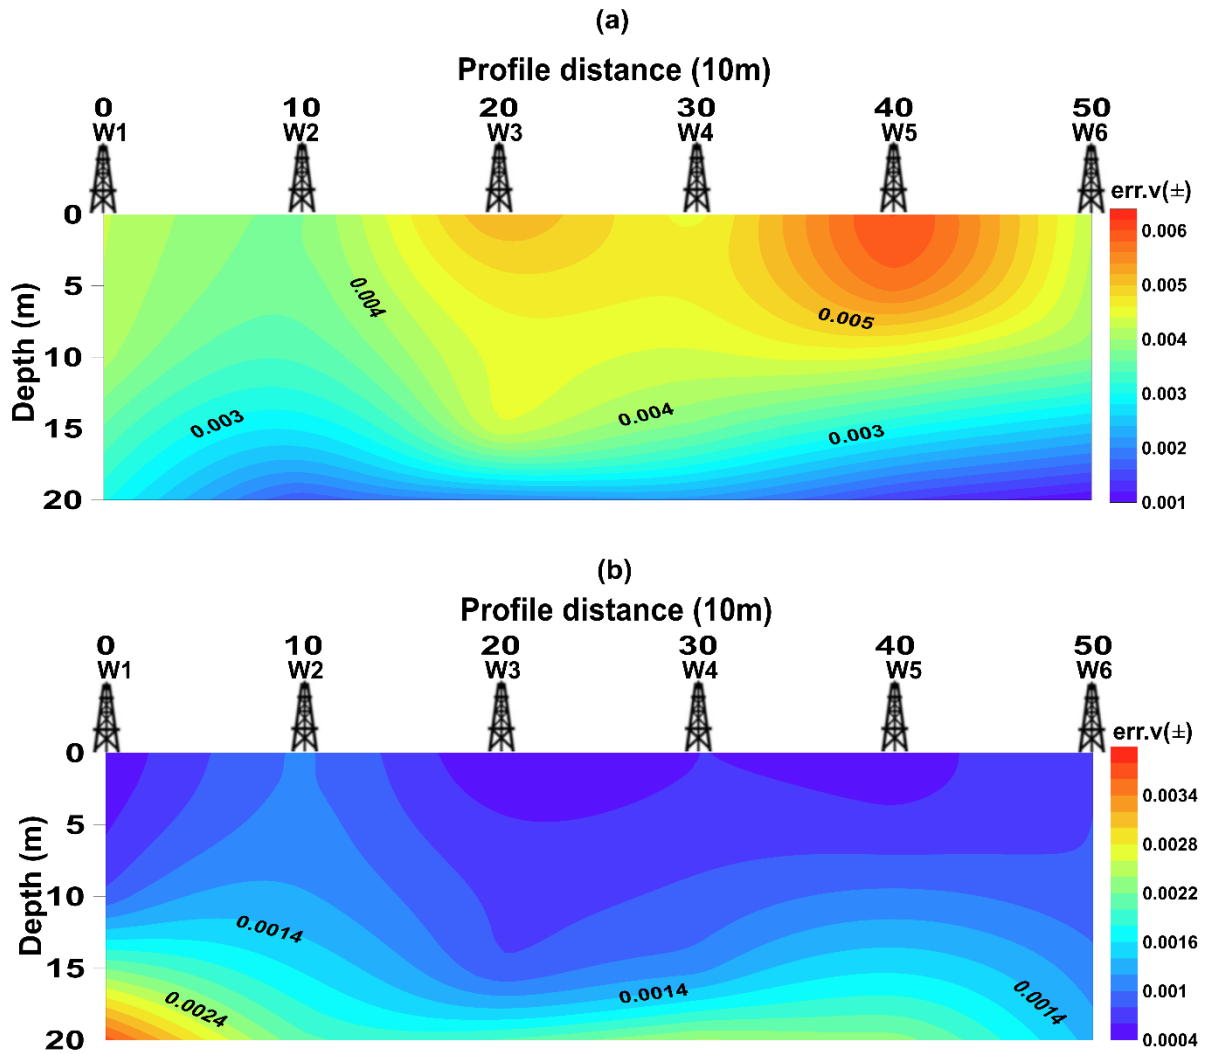 (a)
Profile distance (10m)
0 10 20 30 40 50
W1 W2 W3 W4 W5 W6
err.v(±)
0
5
10
15
20
Depth (m)
0.004
0.005
0.003
0.004
0.003
0.006
0.005
0.004
0.003
0.002
0.001
(b)
Profile distance (10m)
0 10 20 30 40 50
W1 W2 W3 W4 W5 W6
err.v(±)
0
5
10
15
20
Depth (m)
0.0014
0.0024
0.0014
0.0014
0.0034
0.0028
0.0022
0.0016
0.001
0.0004